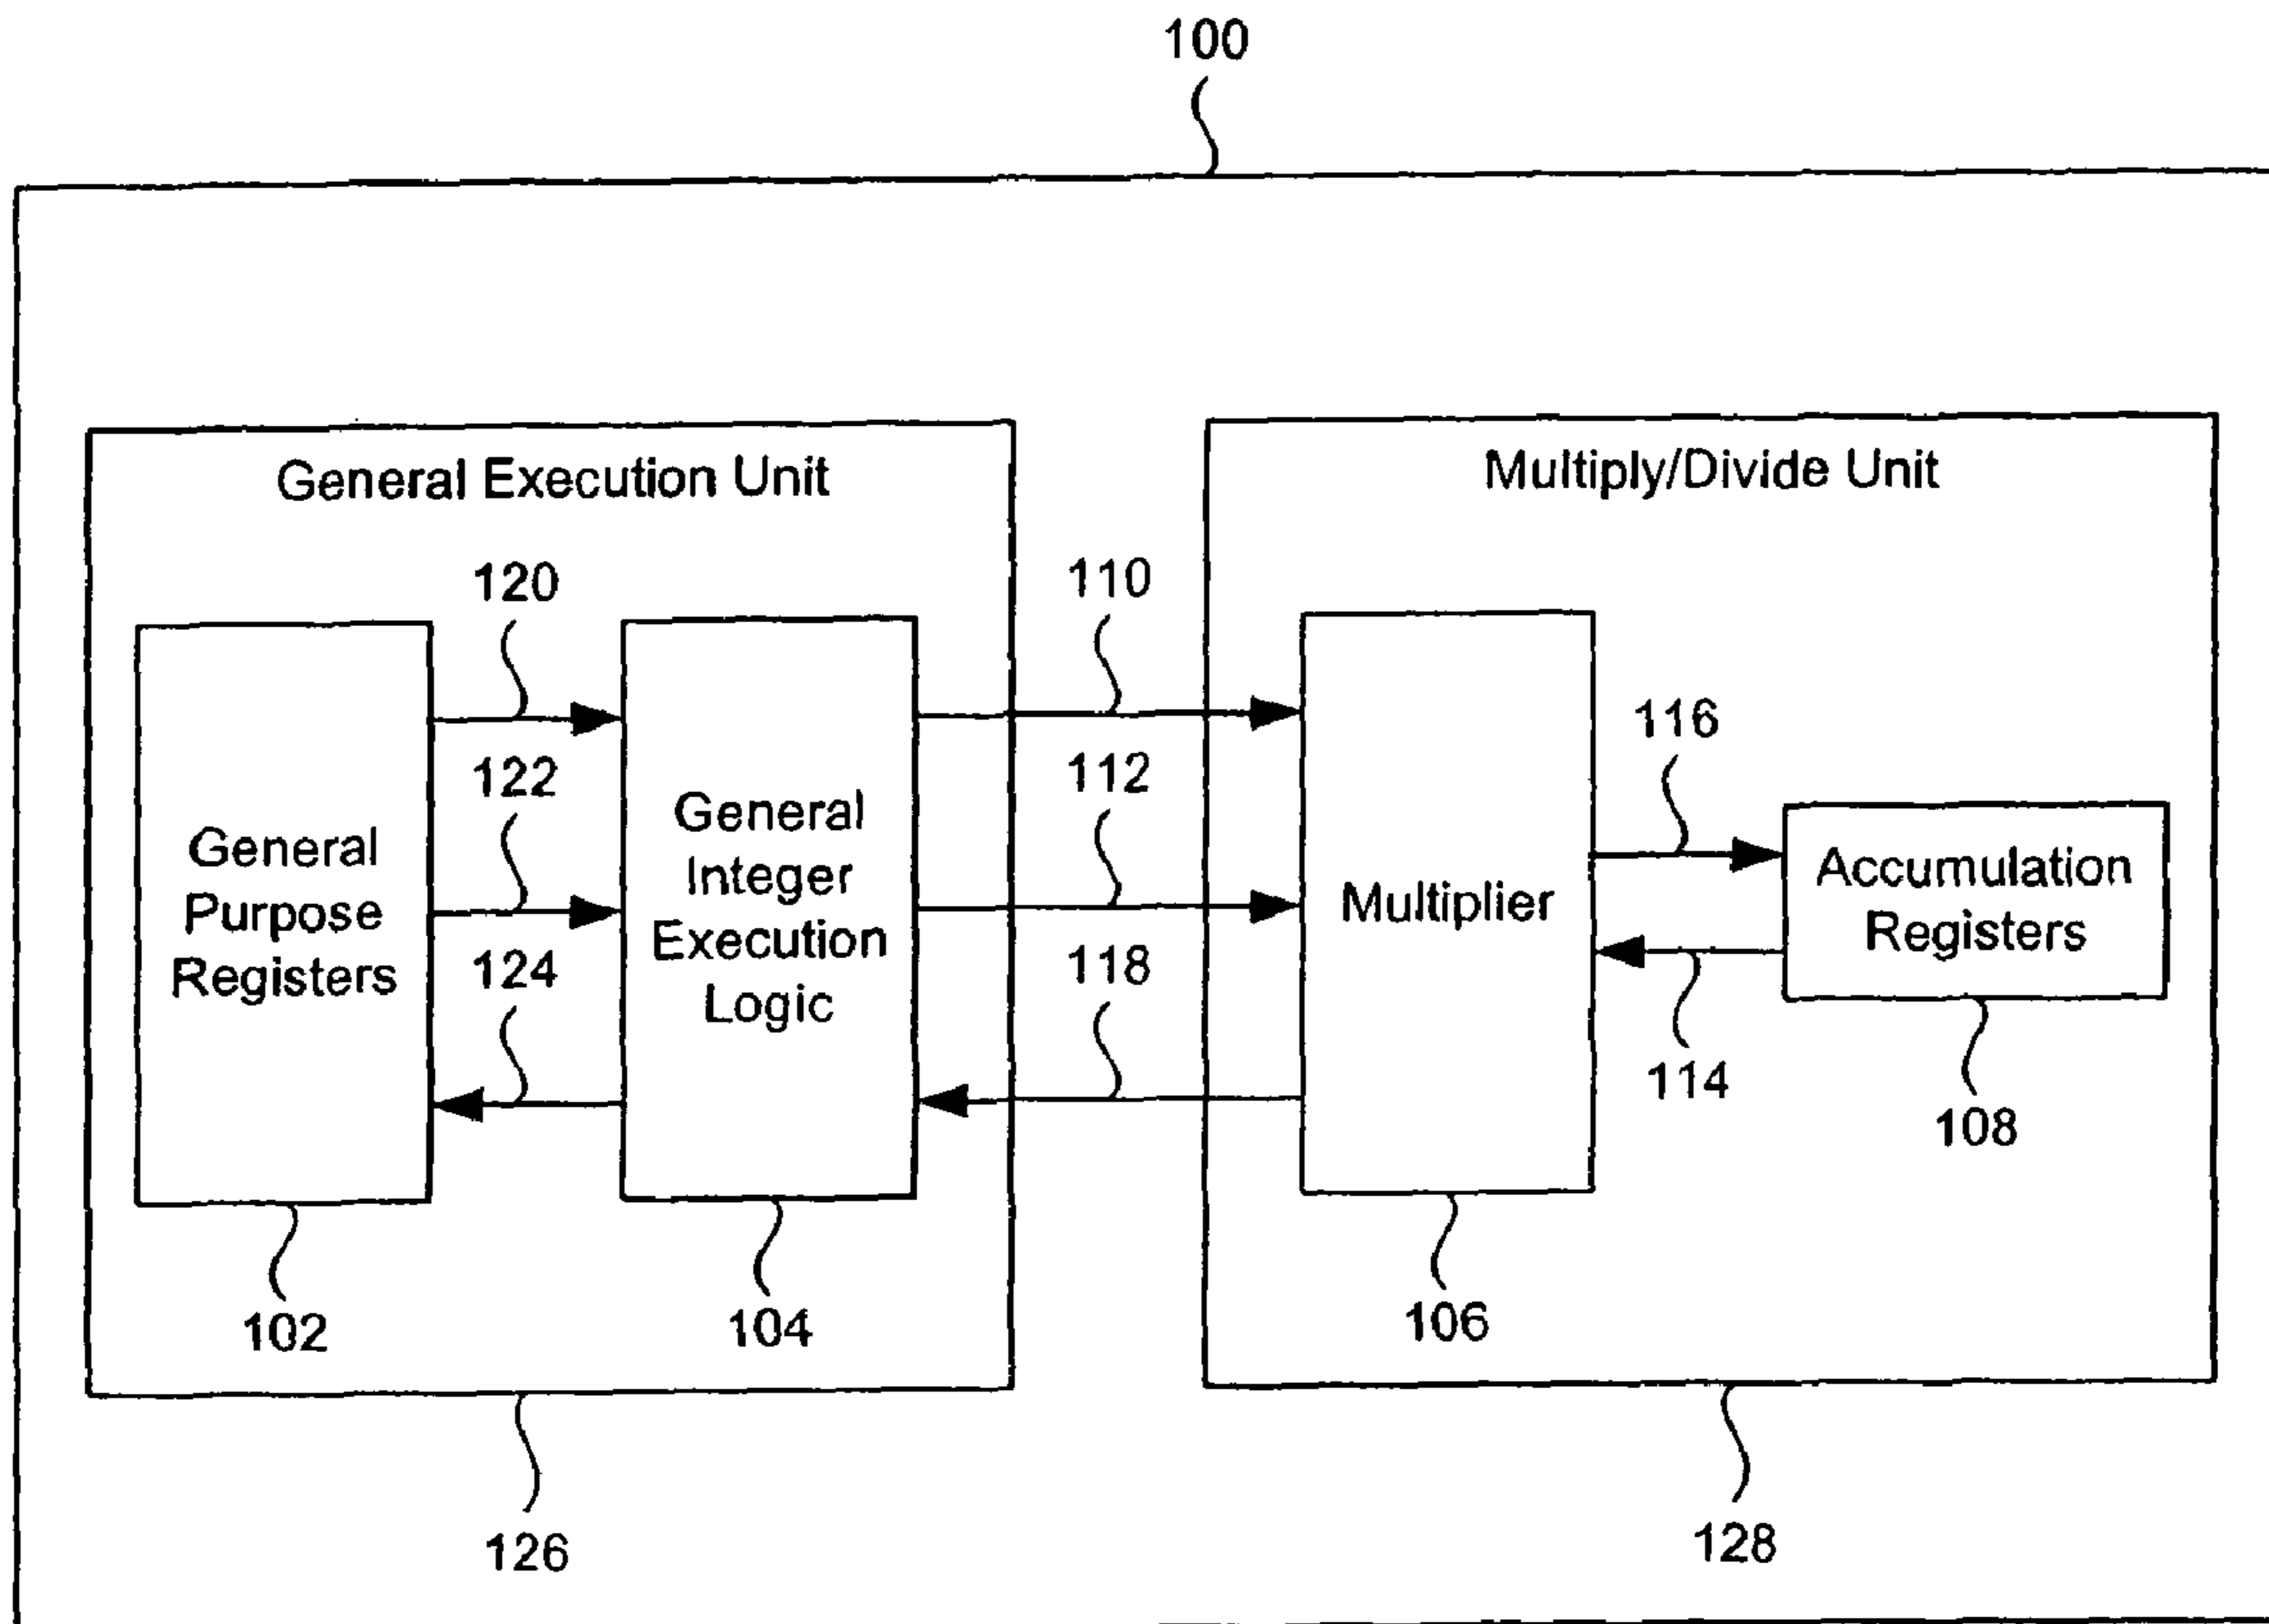 100
General Execution Unit
Multiply/Divide Unit
120
110
116
122
112
General
Purpose
Registers
General
Integer
Execution
Logic
Multiplier
Accumulation
Registers
124
118
114
108
102
104
106
126
128